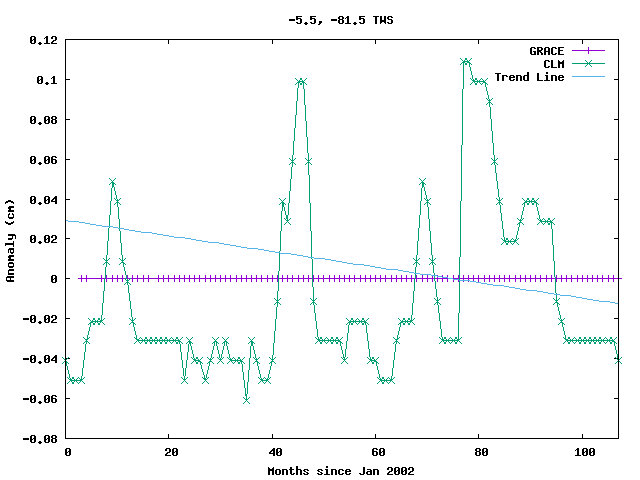 -5.5, -81.5 TWS
GRACE
CLM
Trend Line
0.12
0.1
0.08
0.06
0.04
0.02
0
-0.02
-0.04
-0.06
-0.08
Anomaly (cm)
0 20 40 60 80 100
Months since Jan 2002